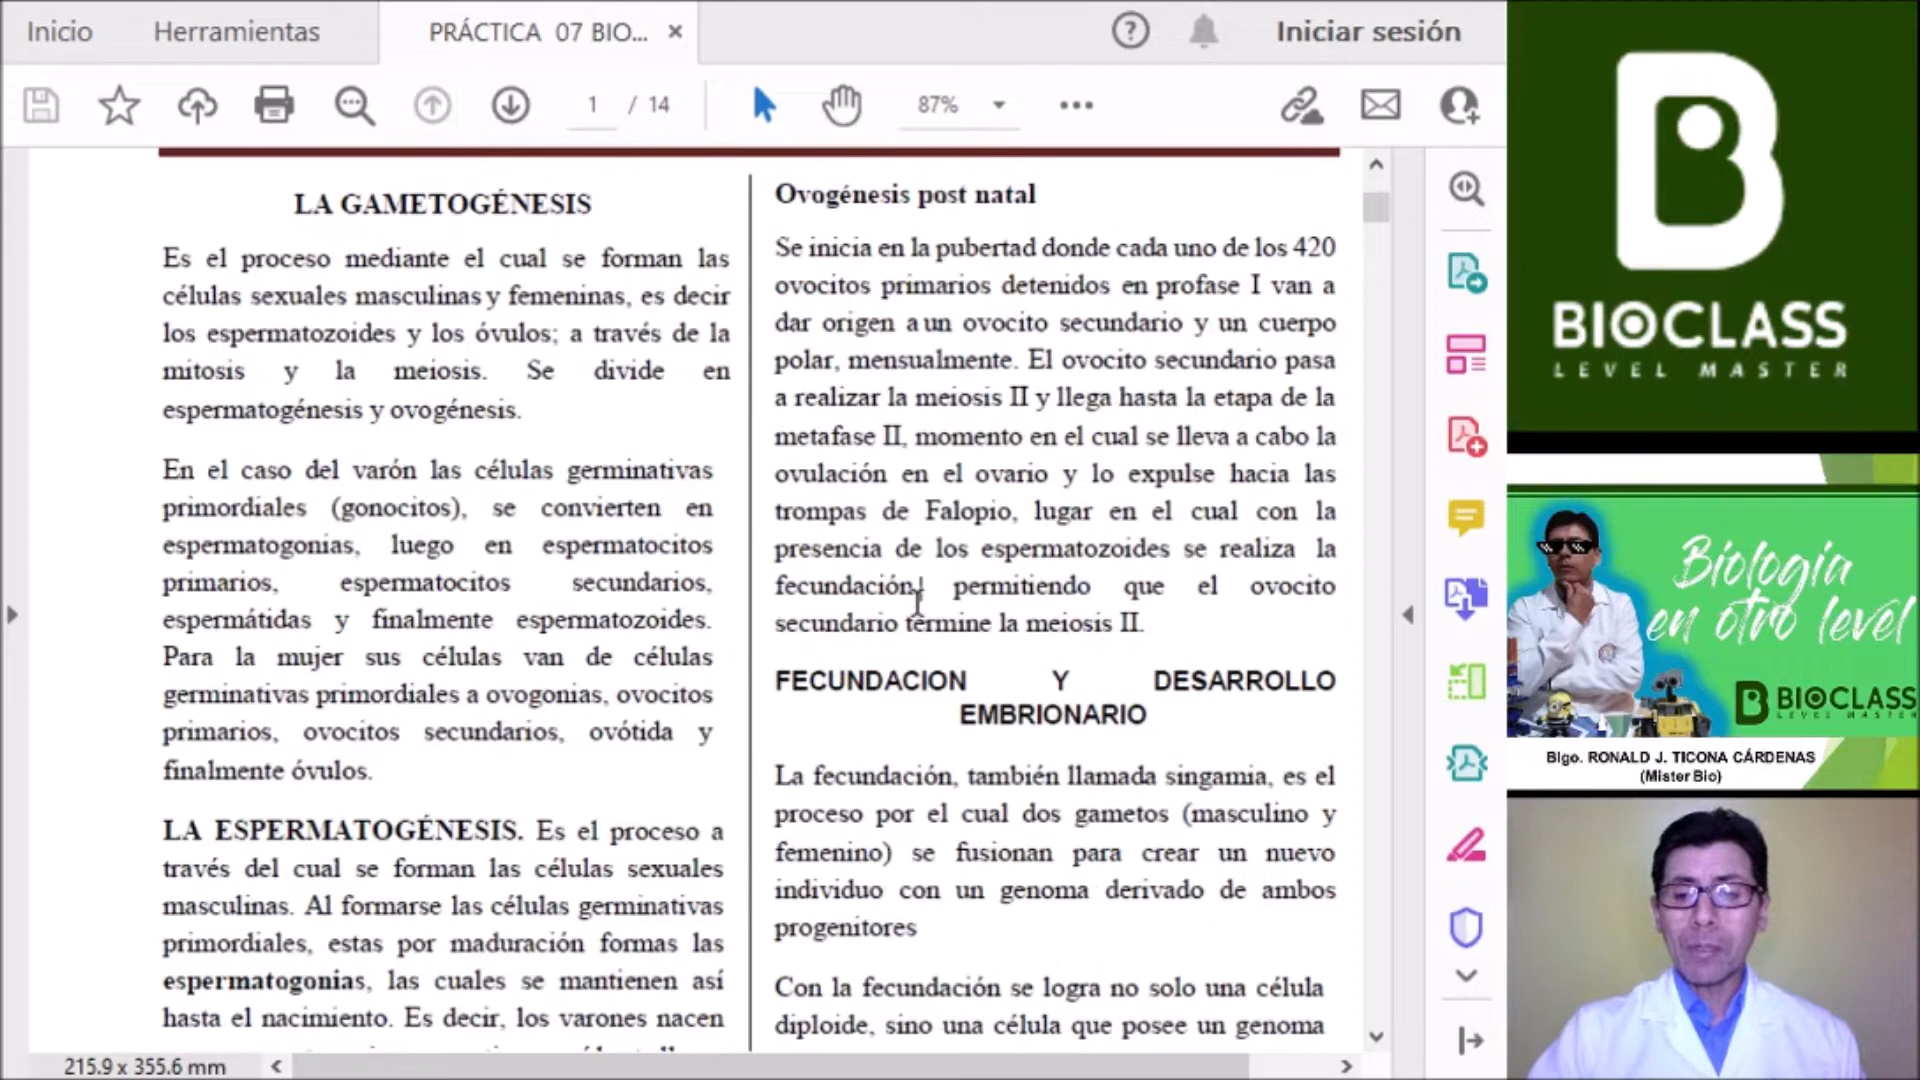 Inicio
Herramientas
PRÁCTICA 07 BIO...
Iniciar sesión
1 / 14
87%
LA GAMETOGÉNESIS
Es el proceso mediante el cual se forman las
células sexuales masculinas y femeninas, es decir
los espermatozoides y los óvulos; a través de la
mitosis y la meiosis. Se divide en
espermatogénesis y ovogénesis.
En el caso del varón las células germinativas
primordiales (gonocitos), se convierten en
espermatogonias, luego en espermatocitos
primarios, espermatocitos secundarios,
espermátidas y finalmente espermatozoides.
Para la mujer sus células van de células
germinativas primordiales a ovogonias, ovocitos
primarios, ovocitos secundarios, ovótida y
finalmente óvulos.
LA ESPERMATOGÉNESIS. Es el proceso a
través del cual se forman las células sexuales
masculinas. Al formarse las células germinativas
primordiales, estas por maduración formas las
espermatogonias, las cuales se mantienen así
hasta el nacimiento. Es decir, los varones nacen
Ovogénesis post natal
Se inicia en la pubertad donde cada uno de los 420
ovocitos primarios detenidos en profase I van a
dar origen a un ovocito secundario y un cuerpo
polar, mensualmente. El ovocito secundario pasa
a realizar la meiosis II y llega hasta la etapa de la
metafase II, momento en el cual se lleva a cabo la
ovulación en el ovario y lo expulse hacia las
trompas de Falopio, lugar en el cual con la
presencia de los espermatozoides se realiza la
fecundación, permitiendo que el ovocito
secundario termine la meiosis II.
FECUNDACION Y DESARROLLO
EMBRIONARIO
La fecundación, también llamada singamia, es el
proceso por el cual dos gametos (masculino y
femenino) se fusionan para crear un nuevo
individuo con un genoma derivado de ambos
progenitores
Con la fecundación se logra no solo una célula
diploide, sino una célula que posee un genoma
215.9 x 355.6 mm
BIOCLASS
LEVEL MASTER
Biología
en otro level
BIOCLASS
LEVEL MASTER
Blgo. RONALD J. TICONA CÁRDENAS
(Mister Bio)